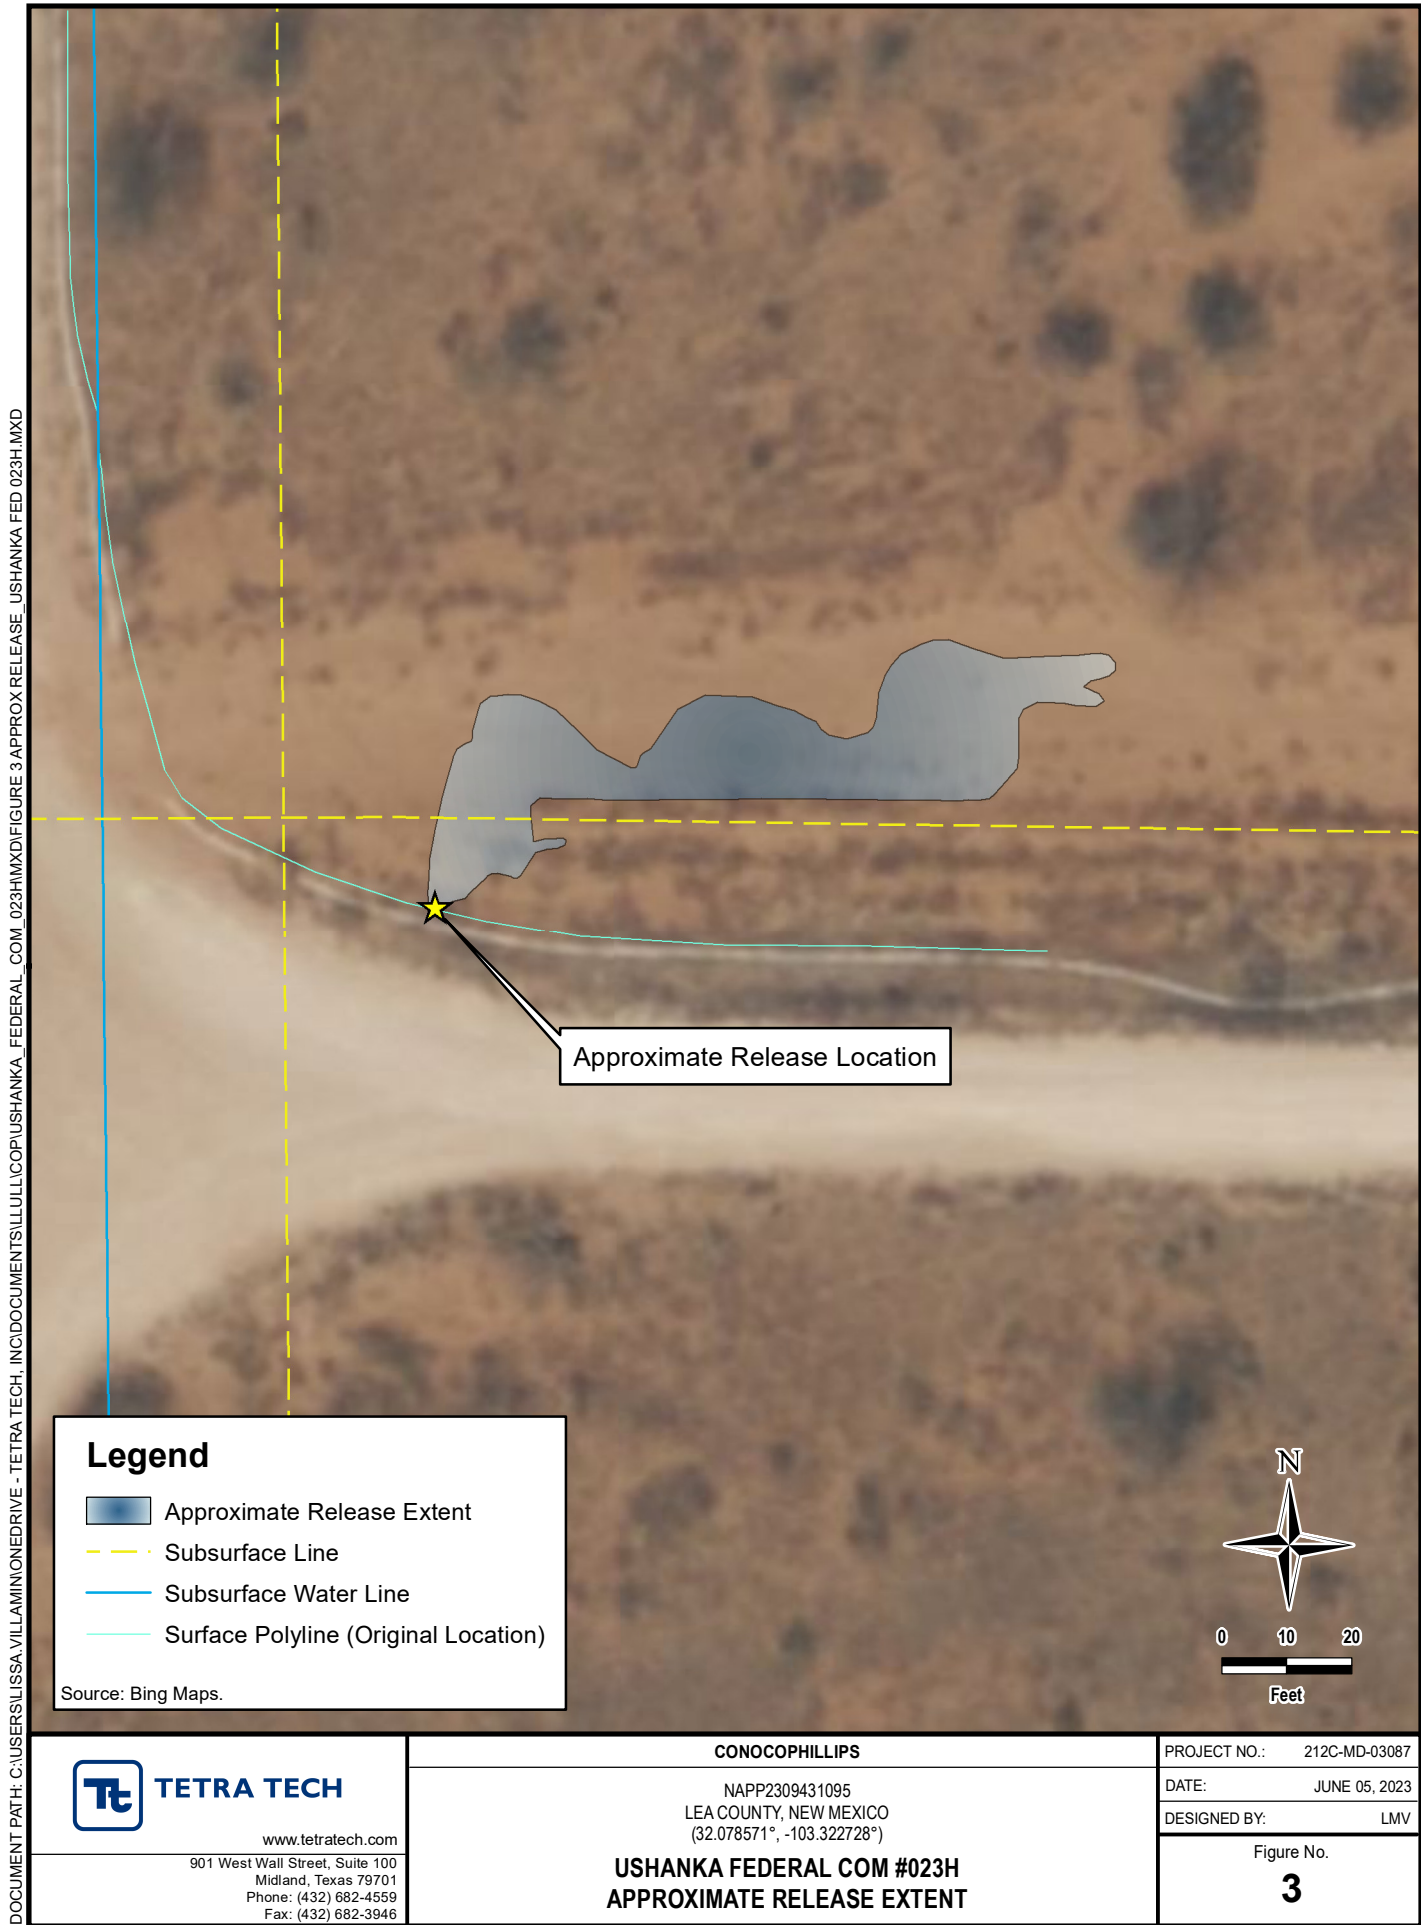 DOCUMENT PATH: C:\USERS\LISSA.VILLAMIN\ONEDRIVE - TETRA TECH, INC\DOCUMENTS\LLULL\COP\USHANKA_FEDERAL_COM_023H\MXD\FIGURE 3 APPROX RELEASE_USHANKA FED 023H.MXD
Approximate Release Location
Legend
Approximate Release Extent
Subsurface Line
Subsurface Water Line
Surface Polyline (Original Location)
Source: Bing Maps.
N
0 10 20
Feet
Tt TETRA TECH
www.tetratech.com
901 West Wall Street, Suite 100
Midland, Texas 79701
Phone: (432) 682-4559
Fax: (432) 682-3946
CONOCOPHILLIPS
NAPP2309431095
LEA COUNTY, NEW MEXICO
(32.078571°, -103.322728°)
USHANKA FEDERAL COM #023H
APPROXIMATE RELEASE EXTENT
PROJECT NO.: 212C-MD-03087
DATE: JUNE 05, 2023
DESIGNED BY: LMV
Figure No.
3